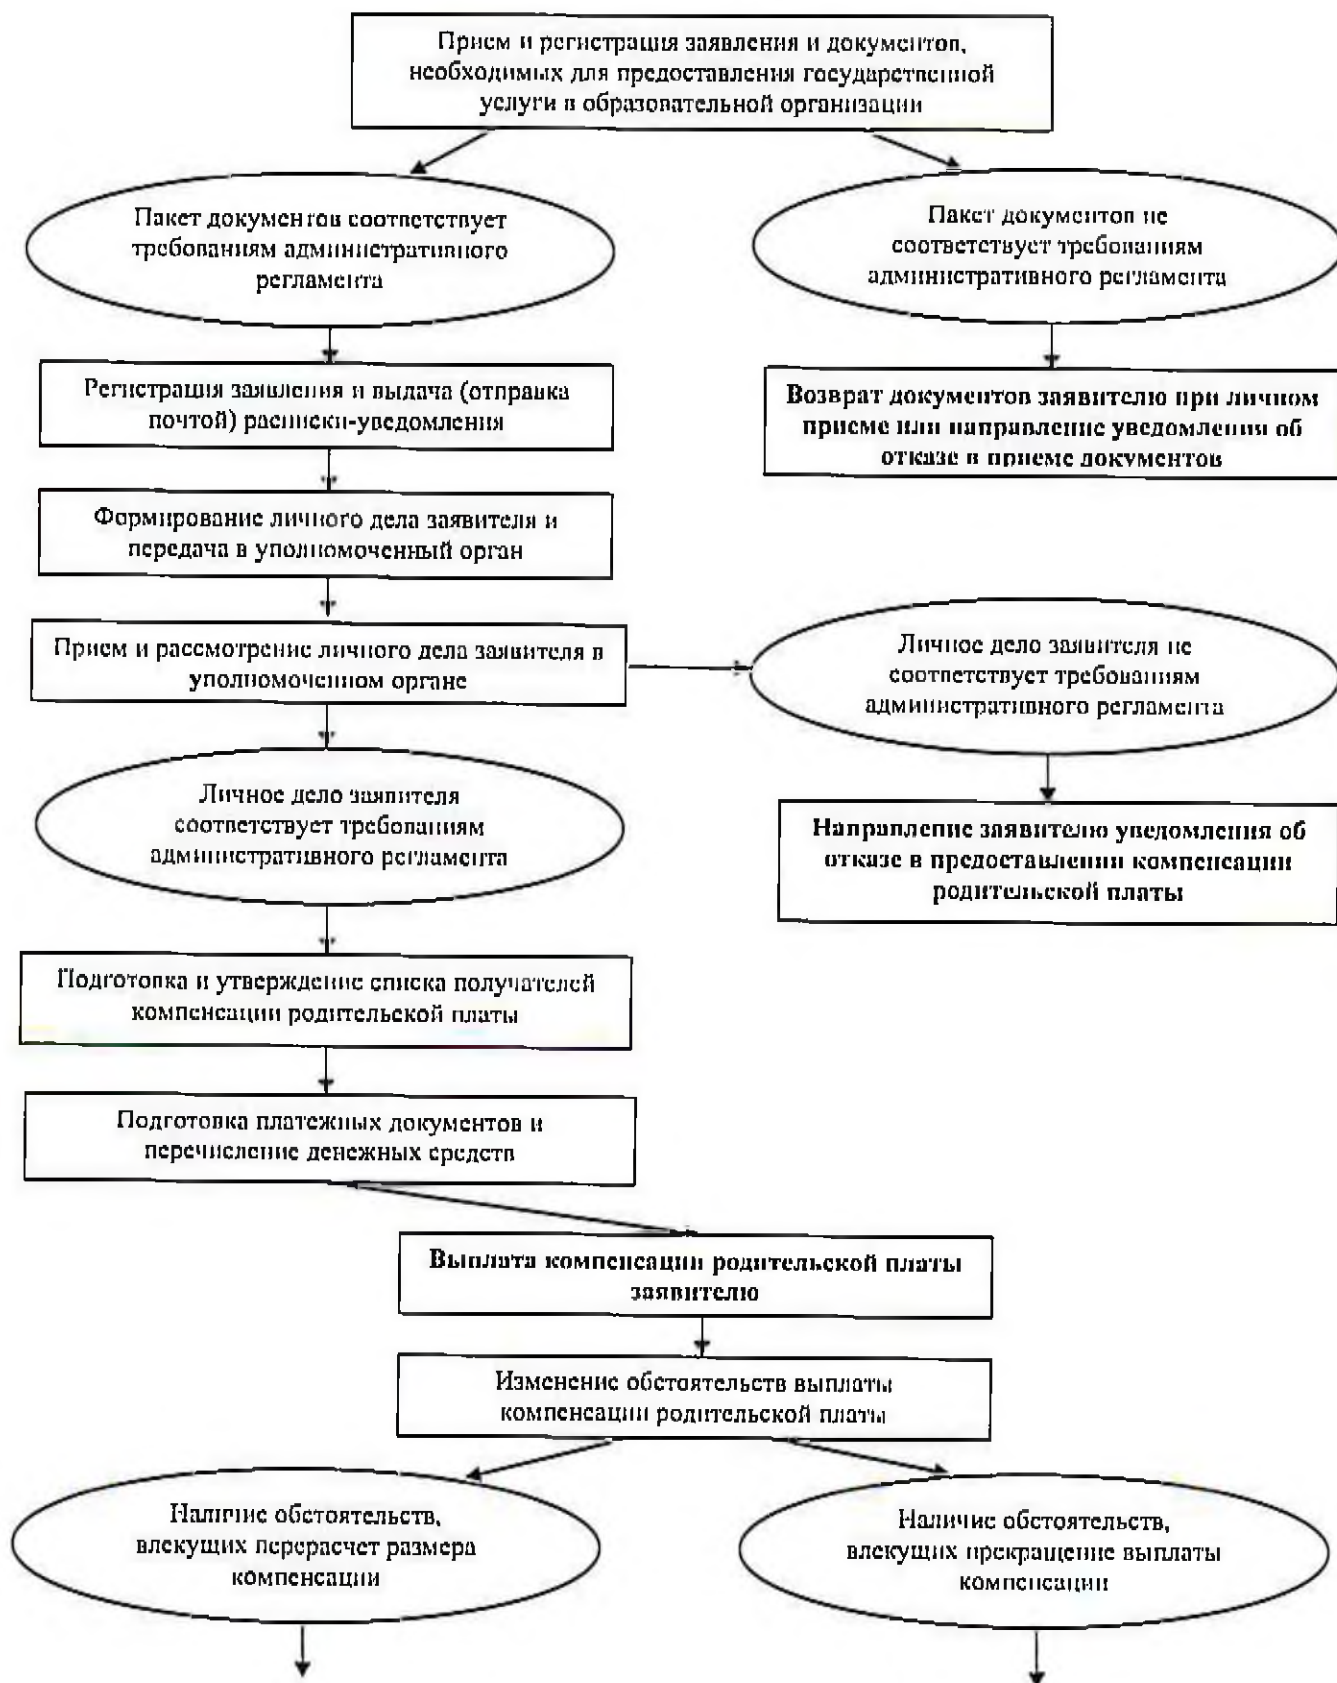 Прием и регистрация заявления и документов,
необходимых для предоставления государственной
услуги в образовательной организации
Пакет документов соответствует
требованиям административного
регламента
Пакет документов не
соответствует требованиям
административного регламента
Регистрация заявления и выдача (отправка
почтой) расписки-уведомления
Возврат документов заявителю при личном
приеме или направление уведомления об
отказе в приеме документов
Формирование личного дела заявителя и
передача в уполномоченный орган
Прием и рассмотрение личного дела заявителя в
уполномоченном органе
Личное дело заявителя не
соответствует требованиям
административного регламента
Личное дело заявителя
соответствует требованиям
административного регламента
Направление заявителю уведомления об
отказе в предоставлении компенсации
родительской платы
Подготовка и утверждение списка получателей
компенсации родительской платы
Подготовка платежных документов и
перечисление денежных средств
Выплата компенсации родительской платы
заявителю
Изменение обстоятельств выплаты
компенсации родительской платы
Наличие обстоятельств,
влекущих перерасчет размера
компенсации
Наличие обстоятельств,
влекущих прекращение выплаты
компенсации